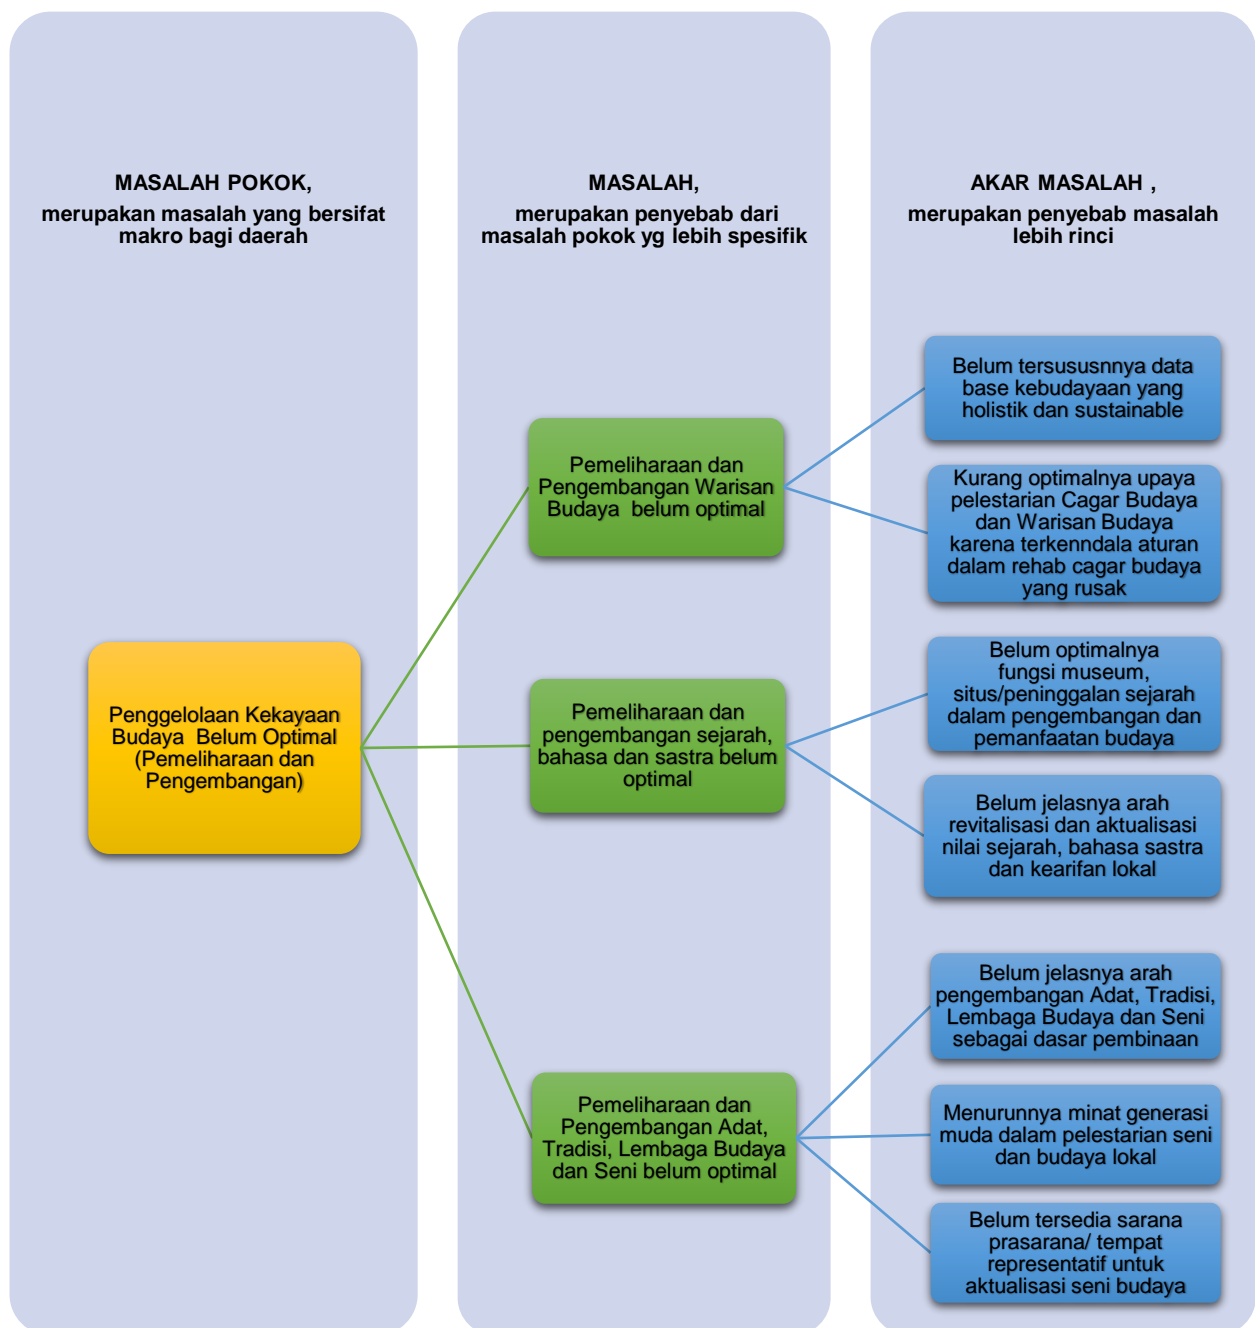 MASALAH POKOK,
merupakan masalah yang bersifat
makro bagi daerah
MASALAH,
merupakan penyebab dari
masalah pokok yg lebih spesifik
AKAR MASALAH ,
merupakan penyebab masalah
lebih rinci
Penggelolaan Kekayaan
Budaya Belum Optimal
(Pemeliharaan dan
Pengembangan)
Pemeliharaan dan
Pengembangan Warisan
Budaya belum optimal
Pemeliharaan dan
pengembangan sejarah,
bahasa dan sastra belum
optimal
Pemeliharaan dan
Pengembangan Adat,
Tradisi, Lembaga Budaya
dan Seni belum optimal
Belum tersususnnya data
base kebudayaan yang
holistik dan sustainable
Kurang optimalnya upaya
pelestarian Cagar Budaya
dan Warisan Budaya
karena terkenndala aturan
dalam rehab cagar budaya
yang rusak
Belum optimalnya
fungsi museum,
situs/peninggalan sejarah
dalam pengembangan dan
pemanfaatan budaya
Belum jelasnya arah
revitalisasi dan aktualisasi
nilai sejarah, bahasa sastra
dan kearifan lokal
Belum jelasnya arah
pengembangan Adat, Tradisi,
Lembaga Budaya dan Seni
sebagai dasar pembinaan
Menurunnya minat generasi
muda dalam pelestarian seni
dan budaya lokal
Belum tersedia sarana
prasarana/ tempat
representatif untuk
aktualisasi seni budaya